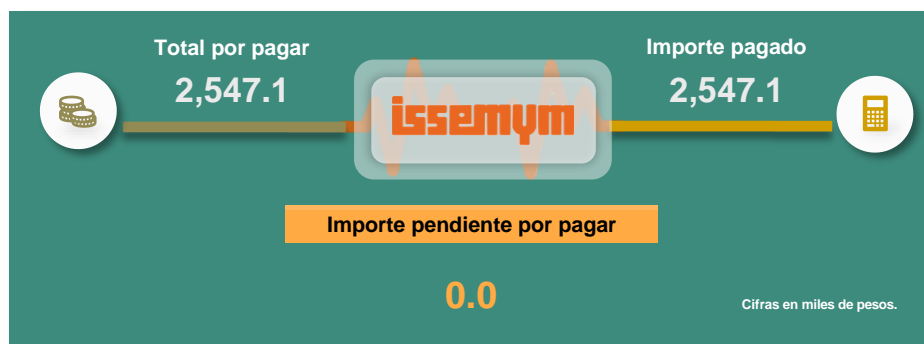 Total por pagar
2,547.1
Importe pagado
2,547.1
issemym
Importe pendiente por pagar
0.0
Cifras en miles de pesos.